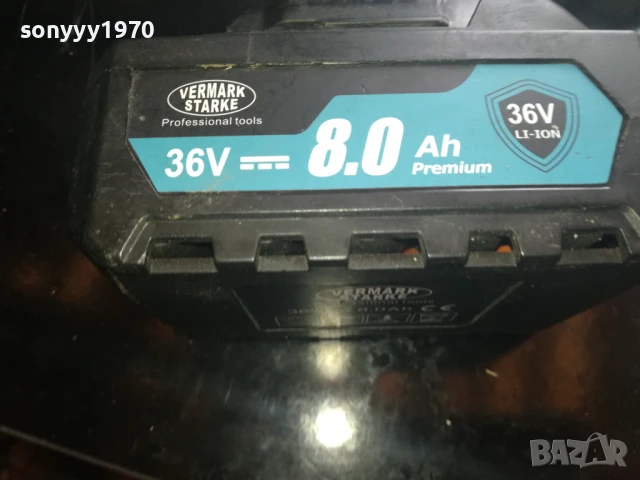 sonyyy1970
VERMARK
STARKE
Professional tools
36V
8.0 Ah
Premium
36V
LI-ION
VERMARK
STARKE
BAZAR